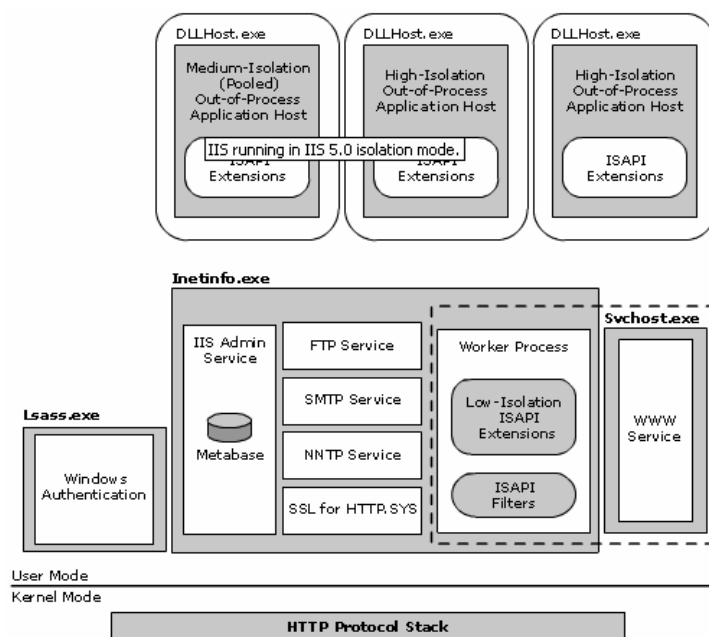 DLLHost.exe
Medium-Isolation
(Pooled)
Out-of-Process
Application Host
IIS running in IIS 5.0 isolation mode.
ISAPI
Extensions
DLLHost.exe
High-Isolation
Out-of-Process
Application Host
ISAPI
Extensions
DLLHost.exe
High-Isolation
Out-of-Process
Application Host
ISAPI
Extensions
Inetinfo.exe
IIS Admin
Service
Metabase
FTP Service
SMTP Service
NNTP Service
SSL for HTTP.SYS
Worker Process
Low-Isolation
ISAPI
Extensions
ISAPI
Filters
Svchost.exe
WWW
Service
Lsass.exe
Windows
Authentication
User Mode
Kernel Mode
HTTP Protocol Stack